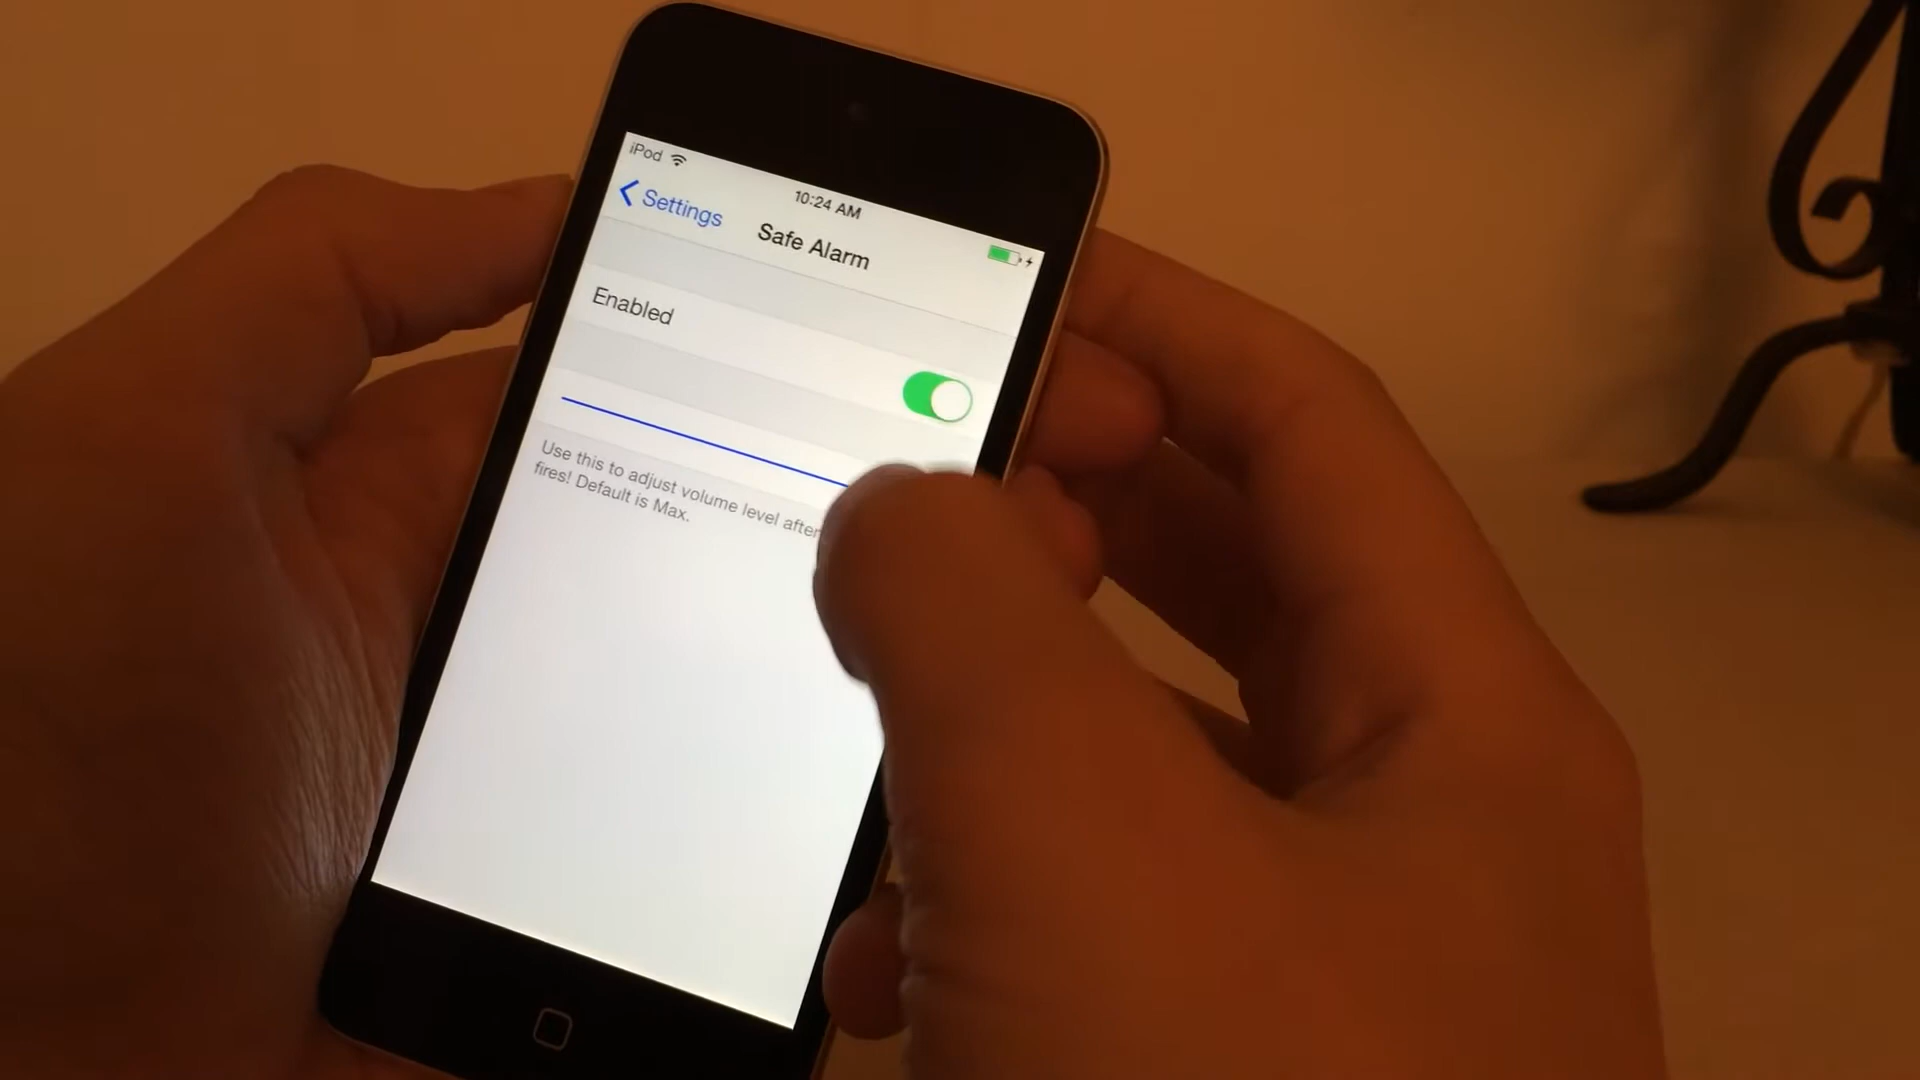 iPod
10:24 AM
Settings
Safe Alarm
Enabled
Use this to adjust volume level after
fires! Default is Max.